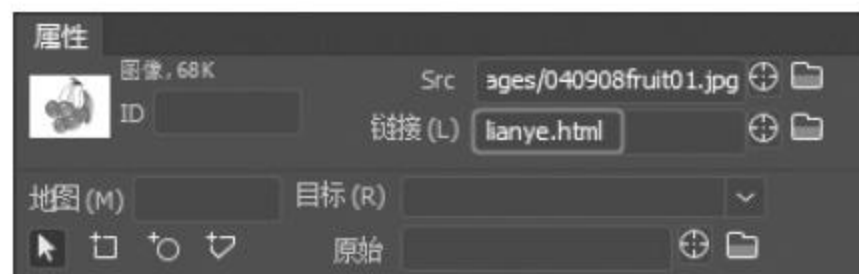 属性
图像，68K
Src ages/040908fruit01.jpg
ID
链接(L) lianye.html
地图(M) 目标(R)
原始